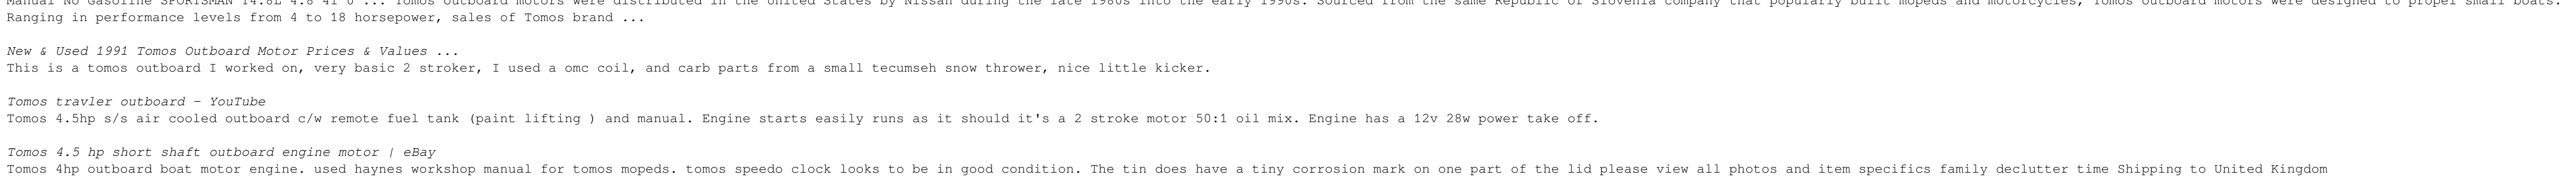 Manual No Gasoline SPORTSMAN 14.8L 4.8 41 0 ... Tomos outboard motors were distributed in the United States by Nissan during the late 1980s into the early 1990s. Sourced from the same Republic of Slovenia company that popularly built mopeds and motorcycles, Tomos outboard motors were designed to propel small boats.
Ranging in performance levels from 4 to 18 horsepower, sales of Tomos brand ...
New & Used 1991 Tomos Outboard Motor Prices & Values ...
This is a tomos outboard I worked on, very basic 2 stroker, I used a omc coil, and carb parts from a small tecumseh snow thrower, nice little kicker.
Tomos travler outboard - YouTube
Tomos 4.5hp s/s air cooled outboard c/w remote fuel tank (paint lifting ) and manual. Engine starts easily runs as it should it's a 2 stroke motor 50:1 oil mix. Engine has a 12v 28w power take off.
Tomos 4.5 hp short shaft outboard engine motor | eBay
Tomos 4hp outboard boat motor engine. used haynes workshop manual for tomos mopeds. tomos speedo clock looks to be in good condition. The tin does have a tiny corrosion mark on one part of the lid please view all photos and item specifics family declutter time Shipping to United Kingdom